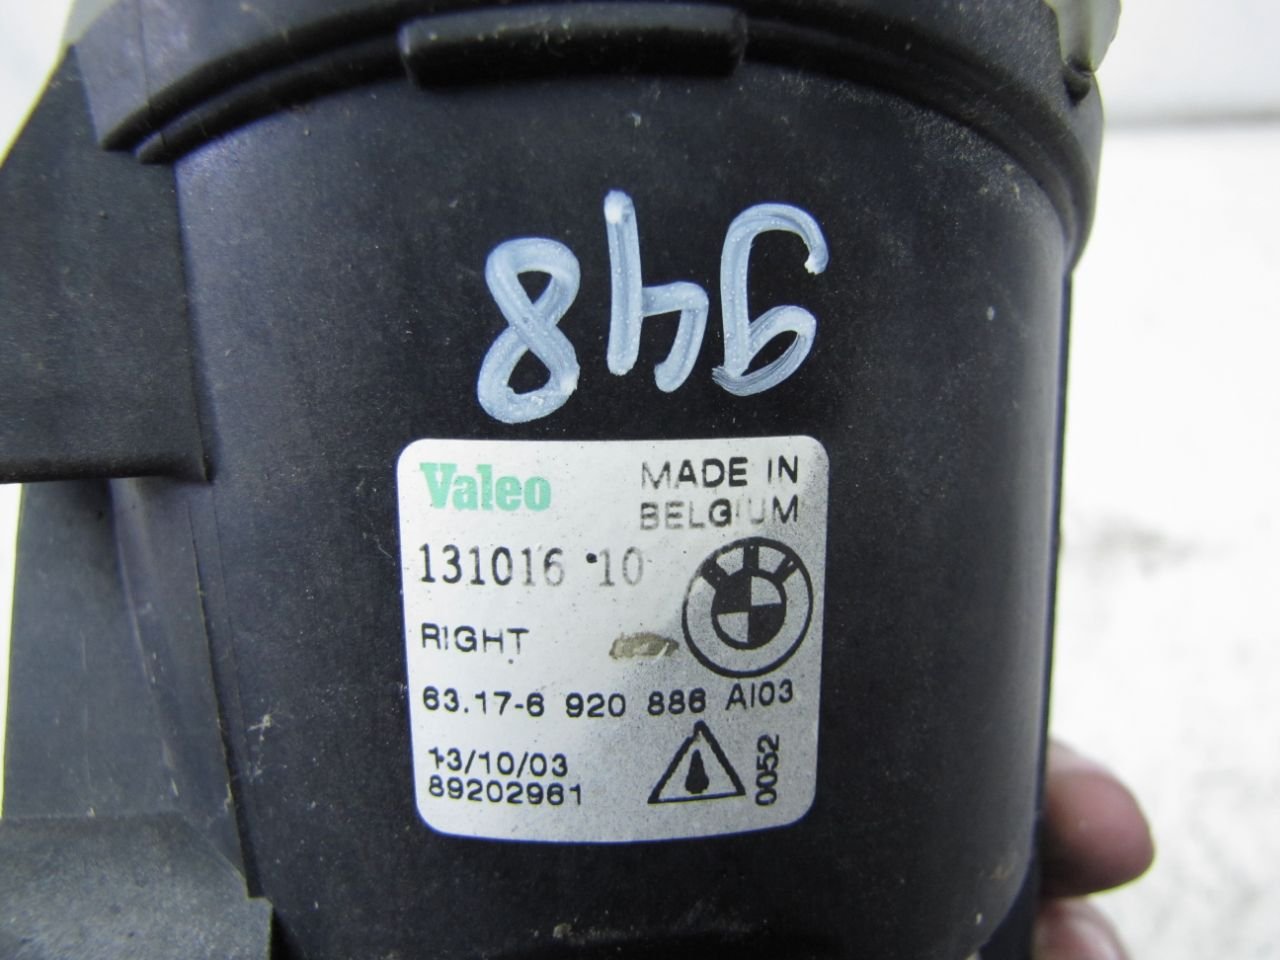 948
Valeo
MADE IN
BELGIUM
131016 10
RIGHT
63.17-6 920 886 AI03
13/10/03
89202961
0052